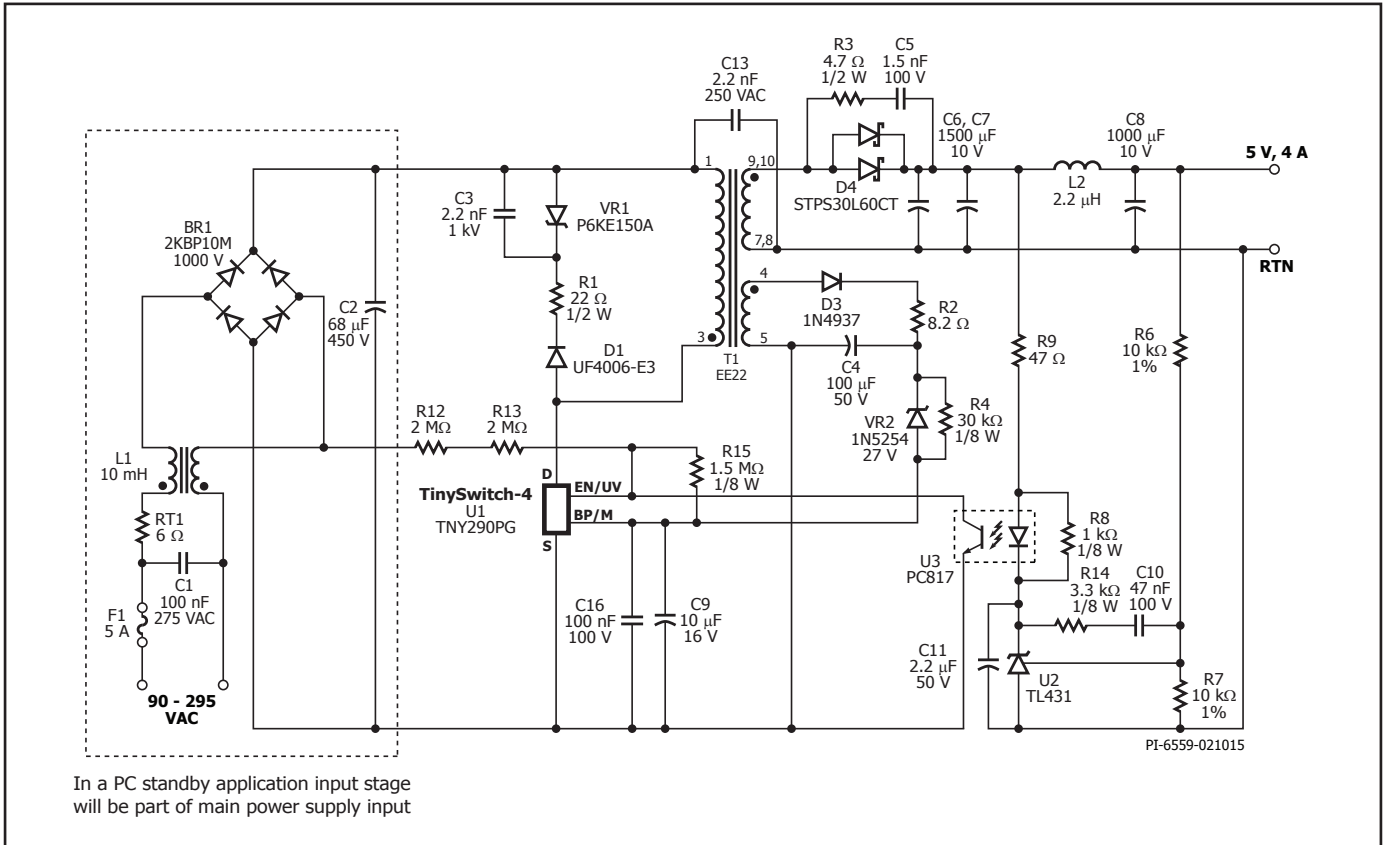 C13
2.2 nF
250 VAC
R3
4.7 Ω
1/2 W
C5
1.5 nF
100 V
C6, C7
1500 µF
10 V
C8
1000 µF
10 V
5 V, 4 A
1
9,10
D4
STPS30L60CT
L2
2.2 µH
C3
2.2 nF
1 kV
VR1
P6KE150A
BR1
2KBP10M
1000 V
7,8
RTN
R1
22 Ω
1/2 W
4
D3
1N4937
R2
8.2 Ω
C2
68 µF
450 V
D1
UF4006-E3
3
T1
EE22
5
C4
100 µF
50 V
R9
47 Ω
R6
10 kΩ
1%
R12
2 MΩ
R13
2 MΩ
VR2
1N5254
27 V
R4
30 kΩ
1/8 W
L1
10 mH
R15
1.5 MΩ
1/8 W
D
TinySwitch-4
U1
TNY290PG
EN/UV
BP/M
S
RT1
6 Ω
C1
100 nF
275 VAC
F1
5 A
U3
PC817
R8
1 kΩ
1/8 W
R14
3.3 kΩ
1/8 W
C10
47 nF
100 V
C16
100 nF
100 V
C9
10 µF
16 V
C11
2.2 µF
50 V
U2
TL431
R7
10 kΩ
1%
90 - 295
VAC
PI-6559-021015
In a PC standby application input stage
will be part of main power supply input